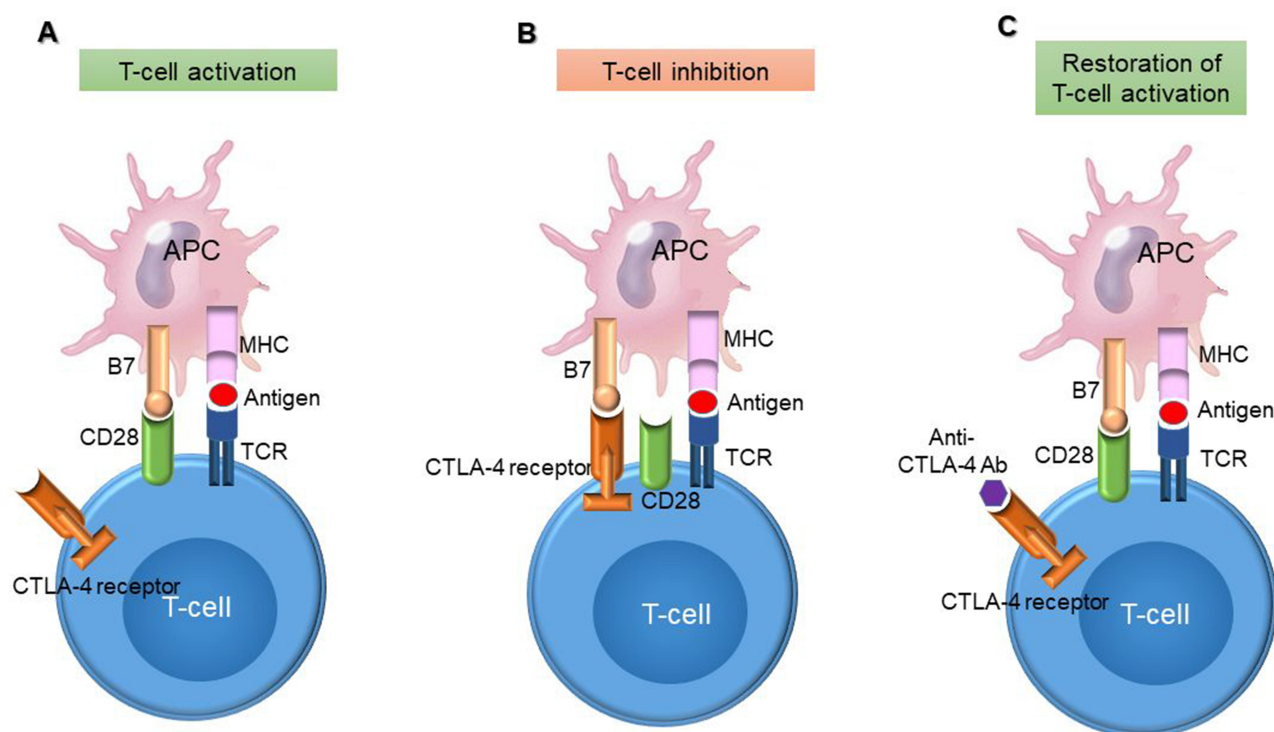 A
T-cell activation
APC
B7
MHC
Antigen
CD28
TCR
CTLA-4 receptor
T-cell
B
T-cell inhibition
APC
B7
MHC
Antigen
CTLA-4 receptor
TCR
CD28
T-cell
C
Restoration of
T-cell activation
APC
MHC
B7
Antigen
Anti-
CTLA-4 Ab
CD28
TCR
CTLA-4 receptor
T-cell